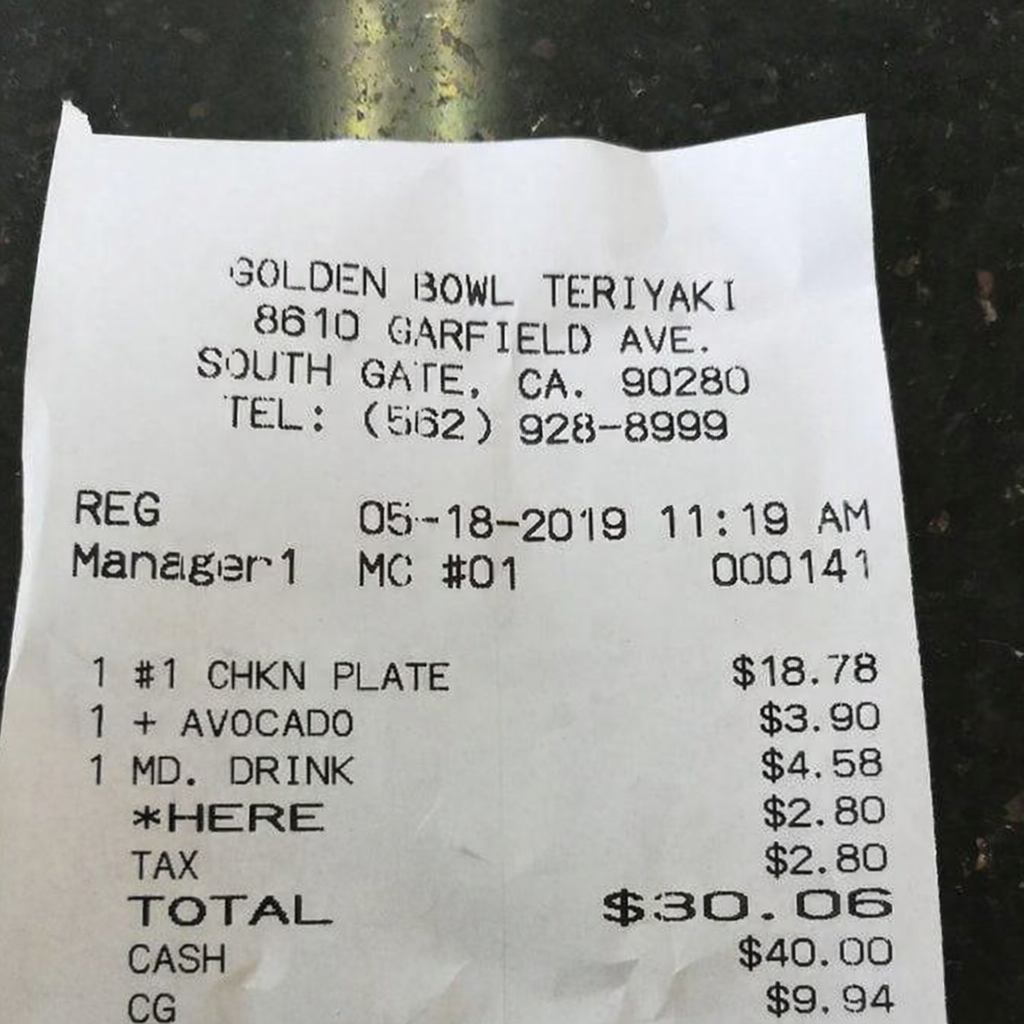 GOLDEN BOWL TERIYAKI
8610 GARFIELD AVE.
SOUTH GATE, CA. 90280
TEL: (562) 928-8999
REG 05-18-2019 11:19 AM
Manager1 MC #01 000141
1 #1 CHKN PLATE $18.78
1 + AVOCADO $3.90
1 MD. DRINK $4.58
*HERE $2.80
TAX $2.80
TOTAL $30.06
CASH $40.00
CG $9.94